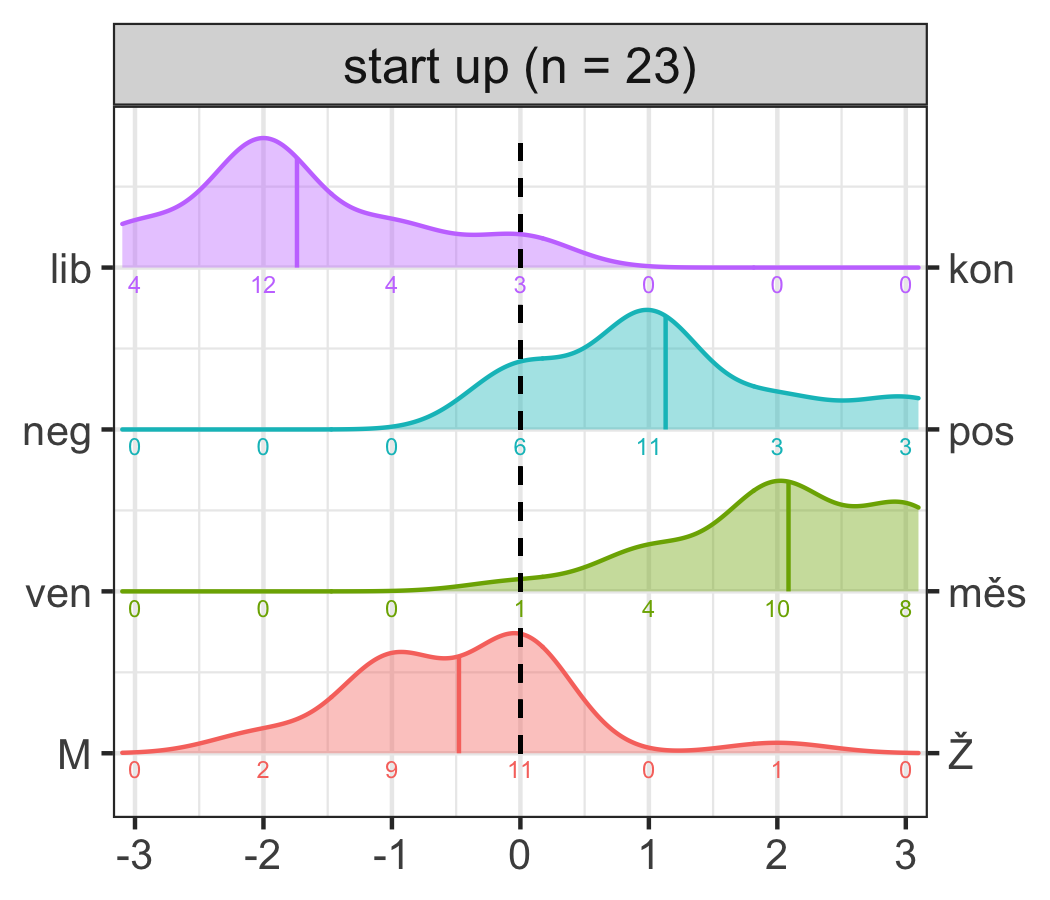 start up (n = 23)
lib kon
4 12 4 3 0 0 0
neg pos
0 0 0 6 11 3 3
ven měs
0 0 0 1 4 10 8
M Ž
0 2 9 11 0 1 0
-3 -2 -1 0 1 2 3